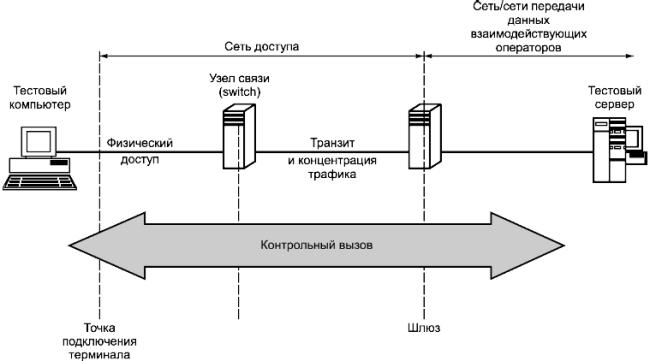 Сеть/сети передачи
данных
взаимодействующих
операторов
Сеть доступа
Узел связи
(switch)
Тестовый
компьютер
Тестовый
сервер
Физический
доступ
Транзит
и концентрация
трафика
Контрольный вызов
Точка
подключения
терминала
Шлюз